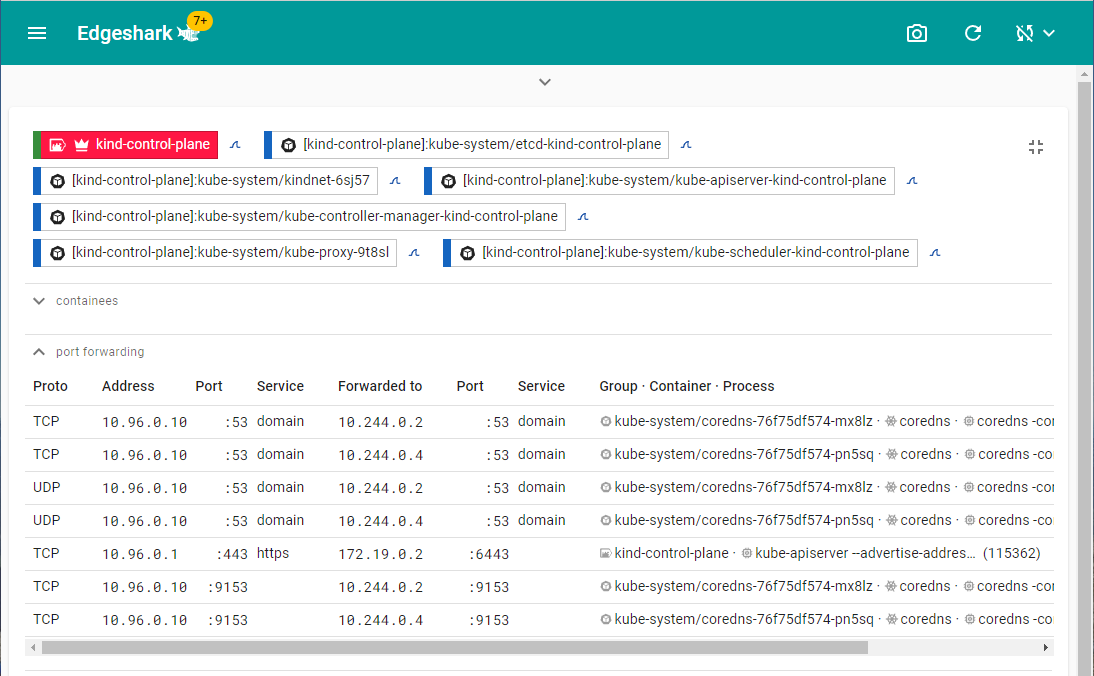 Edgeshark 7+
kind-control-plane [kind-control-plane]:kube-system/etcd-kind-control-plane
[kind-control-plane]:kube-system/kindnet-6sj57 [kind-control-plane]:kube-system/kube-apiserver-kind-control-plane
[kind-control-plane]:kube-system/kube-controller-manager-kind-control-plane
[kind-control-plane]:kube-system/kube-proxy-9t8sl [kind-control-plane]:kube-system/kube-scheduler-kind-control-plane
containees
port forwarding
Proto Address Port Service Forwarded to Port Service Group · Container · Process
TCP 10.96.0.10 :53 domain 10.244.0.2 :53 domain kube-system/coredns-76f75df574-mx8lz · coredns · coredns -cor
TCP 10.96.0.10 :53 domain 10.244.0.4 :53 domain kube-system/coredns-76f75df574-pn5sq · coredns · coredns -co
UDP 10.96.0.10 :53 domain 10.244.0.2 :53 domain kube-system/coredns-76f75df574-mx8lz · coredns · coredns -cor
UDP 10.96.0.10 :53 domain 10.244.0.4 :53 domain kube-system/coredns-76f75df574-pn5sq · coredns · coredns -co
TCP 10.96.0.1 :443 https 172.19.0.2 :6443 kind-control-plane · kube-apiserver --advertise-addres… (115362)
TCP 10.96.0.10 :9153 10.244.0.2 :9153 kube-system/coredns-76f75df574-mx8lz · coredns · coredns -cor
TCP 10.96.0.10 :9153 10.244.0.4 :9153 kube-system/coredns-76f75df574-pn5sq · coredns · coredns -co